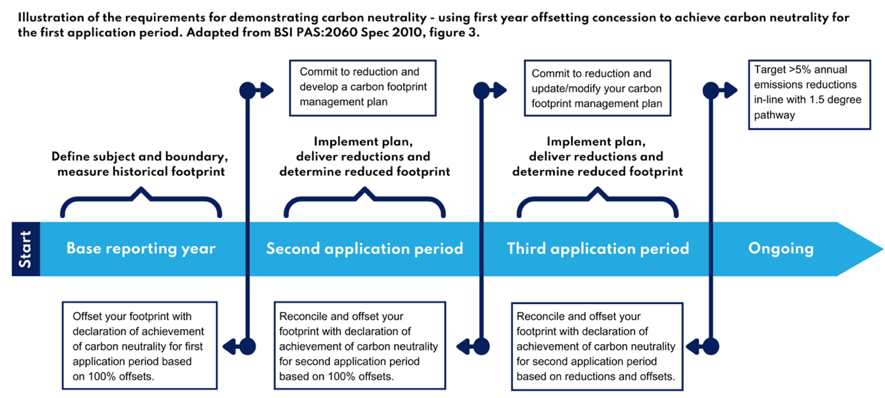 Illustration of the requirements for demonstrating carbon neutrality - using first year offsetting concession to achieve carbon neutrality for
the first application period. Adapted from BSI PAS:2060 Spec 2010, figure 3.
Commit to reduction and
develop a carbon footprint
management plan
Commit to reduction and
update/modify your carbon
footprint management plan
Target >5% annual
emissions reductions
in-line with 1.5 degree
pathway
Define subject and boundary,
measure historical footprint
Implement plan,
deliver reductions and
determine reduced footprint
Implement plan,
deliver reductions and
determine reduced footprint
Start
Base reporting year
Second application period
Third application period
Ongoing
Offset your footprint with
declaration of achievement
of carbon neutrality for first
application period based
on 100% offsets.
Reconcile and offset your
footprint with declaration of
achievement of carbon neutrality
for second application period
based on 100% offsets.
Reconcile and offset your
footprint with declaration of
achievement of carbon neutrality
for second application period
based on reductions and offsets.